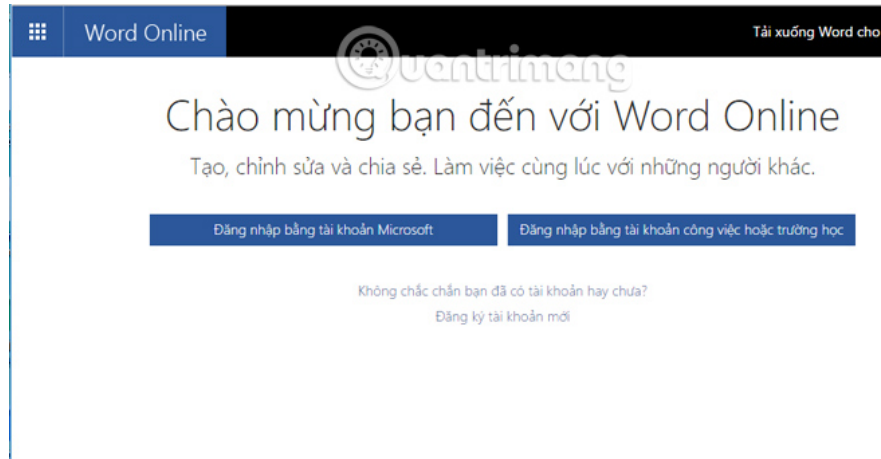 Word Online
Tải xuống Word cho
Quantrimang
Chào mừng bạn đến với Word Online
Tạo, chỉnh sửa và chia sẻ. Làm việc cùng lúc với những người khác.
Đăng nhập bằng tài khoản Microsoft
Đăng nhập bằng tài khoản công việc hoặc trường học
Không chắc chắn bạn đã có tài khoản hay chưa?
Đăng ký tài khoản mới